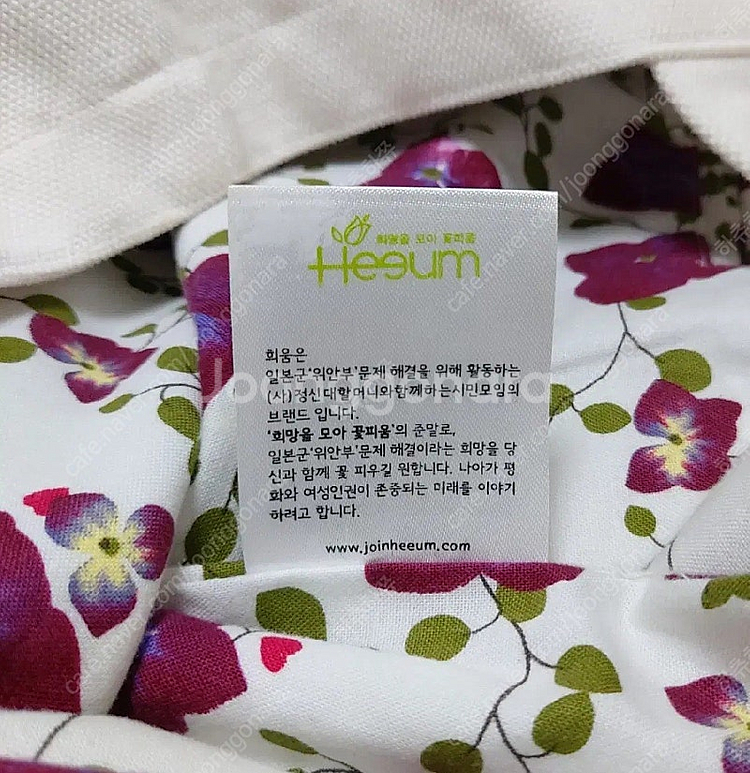 희망을 모아 꽃피움
Heeum
희움은
일본군‘위안부’문제 해결을 위해 활동하는
(사)정신대할머니와함께하는시민모임의
브랜드 입니다.
‘희망을 모아 꽃피움’의 준말로,
일본군‘위안부’문제 해결이라는 희망을 당
신과 함께 꽃 피우길 원합니다. 나아가 평
화와 여성인권이 존중되는 미래를 이야기
하려고 합니다.
www.joinheeum.com
Joonggonara